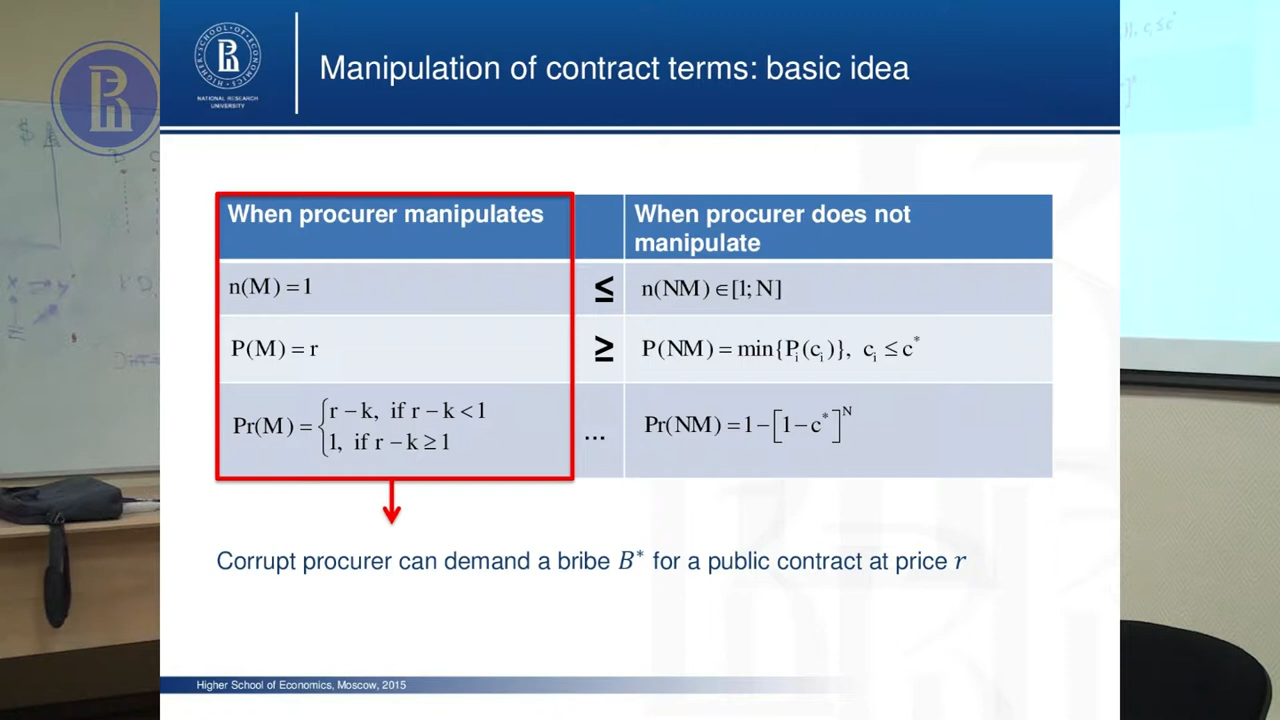 Manipulation of contract terms: basic idea
HIGHER SCHOOL OF ECONOMICS
NATIONAL RESEARCH
UNIVERSITY
When procurer manipulates
When procurer does not
manipulate
n(M) = 1
≤
n(NM) ∈[1; N]
P(M) = r
≥
P(NM) = min{P_i(c_i)}, c_i ≤ c^*
Pr(M) = { r − k, if r − k < 1
1, if r − k ≥ 1
...
Pr(NM) = 1 − [1 − c^*]^N
Corrupt procurer can demand a bribe B^* for a public contract at price r
Higher School of Economics, Moscow, 2015